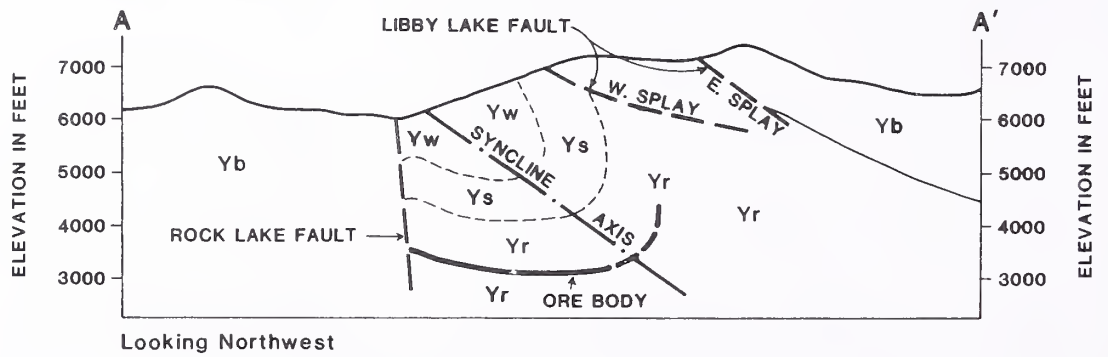 A
A'
LIBBY LAKE FAULT
ELEVATION IN FEET
7000
6000
5000
4000
3000
7000
6000
5000
4000
3000
ELEVATION IN FEET
W. SPLAY
E. SPLAY
Yb
Yw
Yw
SYNCLINE
AXIS
Ys
Ys
Yb
Yr
Yr
ROCK LAKE FAULT
Yr
Yr
ORE BODY
Looking Northwest